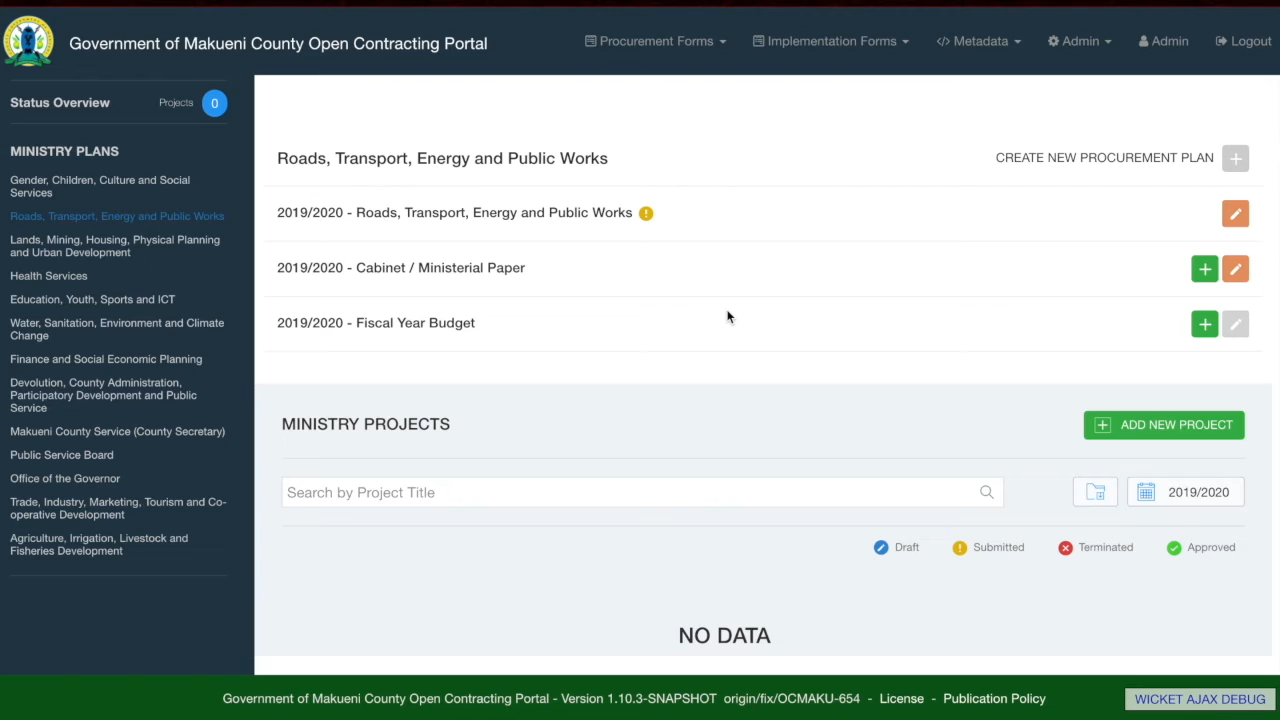 Government of Makueni County Open Contracting Portal
Procurement Forms
Implementation Forms
</> Metadata
Admin
Admin
Logout
Status Overview
Projects
0
MINISTRY PLANS
Gender, Children, Culture and Social
Services
Roads, Transport, Energy and Public Works
Lands, Mining, Housing, Physical Planning
and Urban Development
Health Services
Education, Youth, Sports and ICT
Water, Sanitation, Environment and Climate
Change
Finance and Social Economic Planning
Devolution, County Administration,
Participatory Development and Public
Service
Makueni County Service (County Secretary)
Public Service Board
Office of the Governor
Trade, Industry, Marketing, Tourism and Co-
operative Development
Agriculture, Irrigation, Livestock and
Fisheries Development
Roads, Transport, Energy and Public Works
CREATE NEW PROCUREMENT PLAN
2019/2020 - Roads, Transport, Energy and Public Works
2019/2020 - Cabinet / Ministerial Paper
2019/2020 - Fiscal Year Budget
MINISTRY PROJECTS
ADD NEW PROJECT
Search by Project Title
2019/2020
Draft
Submitted
Terminated
Approved
NO DATA
Government of Makueni County Open Contracting Portal - Version 1.10.3-SNAPSHOT origin/fix/OCMAKU-654 - License - Publication Policy
WICKET AJAX DEBUG